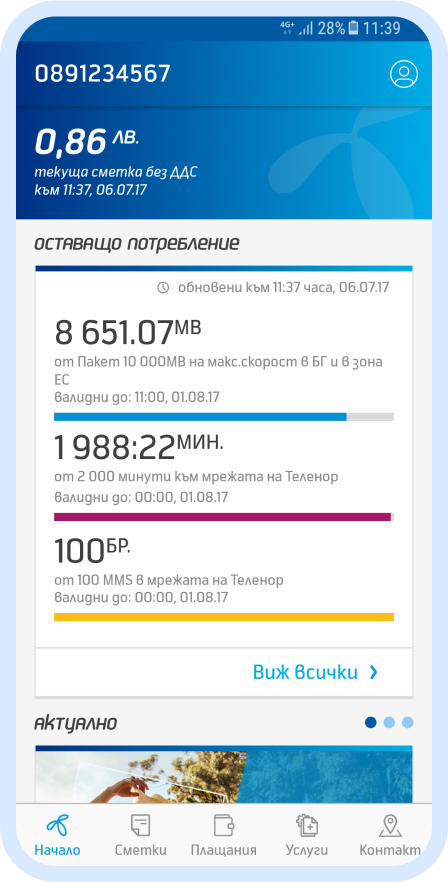 4G+ 28% 11:39
0891234567
0,86 ЛВ.
текуща сметка без ДДС
към 11:37, 06.07.17
ОСТАВАЩО ПОТРЕБЛЕНИЕ
обновени към 11:37 часа, 06.07.17
8 651.07МВ
от Пакет 10 000МВ на макс.скорост в БГ и в зона
ЕС
валидни до: 11:00, 01.08.17
1 988:22МИН.
от 2 000 минути към мрежата на Теленор
валидни до: 00:00, 01.08.17
100БР.
от 100 MMS в мрежата на Теленор
валидни до: 00:00, 01.08.17
Виж всички
АКТУАЛНО
Начало Сметки Плащания Услуги Контакт